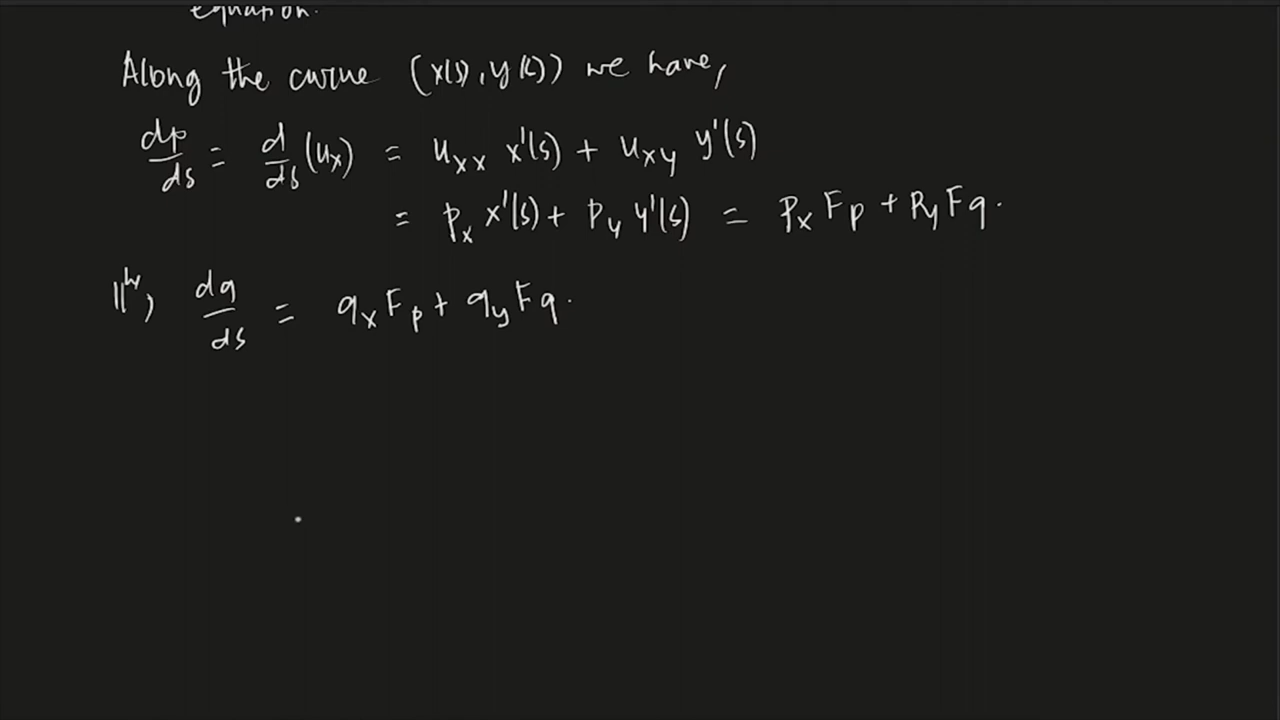 equation.
Along the curve (x(s), y(s)) we have,
dp/ds = d/ds (u_x) = u_xx x'(s) + u_xy y'(s)
= p_x x'(s) + p_y y'(s) = p_x F_p + p_y F_q.
||ly, dq/ds = q_x F_p + q_y F_q.